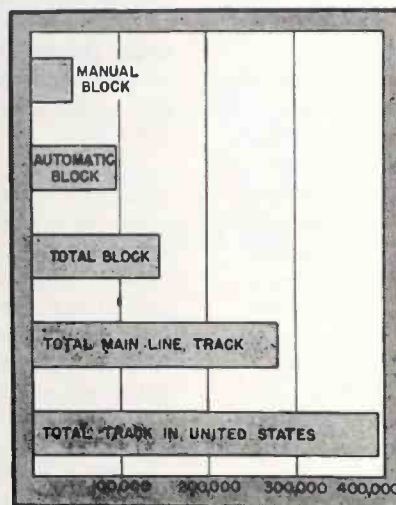 MANUAL
BLOCK
AUTOMATIC
BLOCK
TOTAL BLOCK
TOTAL MAIN LINE, TRACK
TOTAL TRACK IN UNITED STATES
100,000 200,000 300,000 400,000